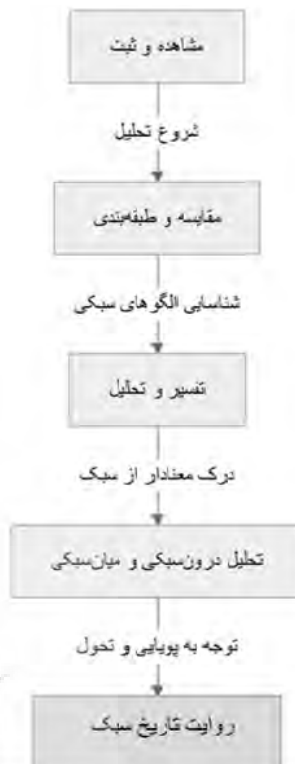 مشاهده و ثبت
شروع تحلیل
مقایسه و طبقه‌بندی
شناسایی الگوهای سبکی
تفسیر و تحلیل
درک معنادار از سبک
تحلیل درون‌سبکی و میان‌سبکی
توجه به پویایی و تحول
روایت تاریخ سبک